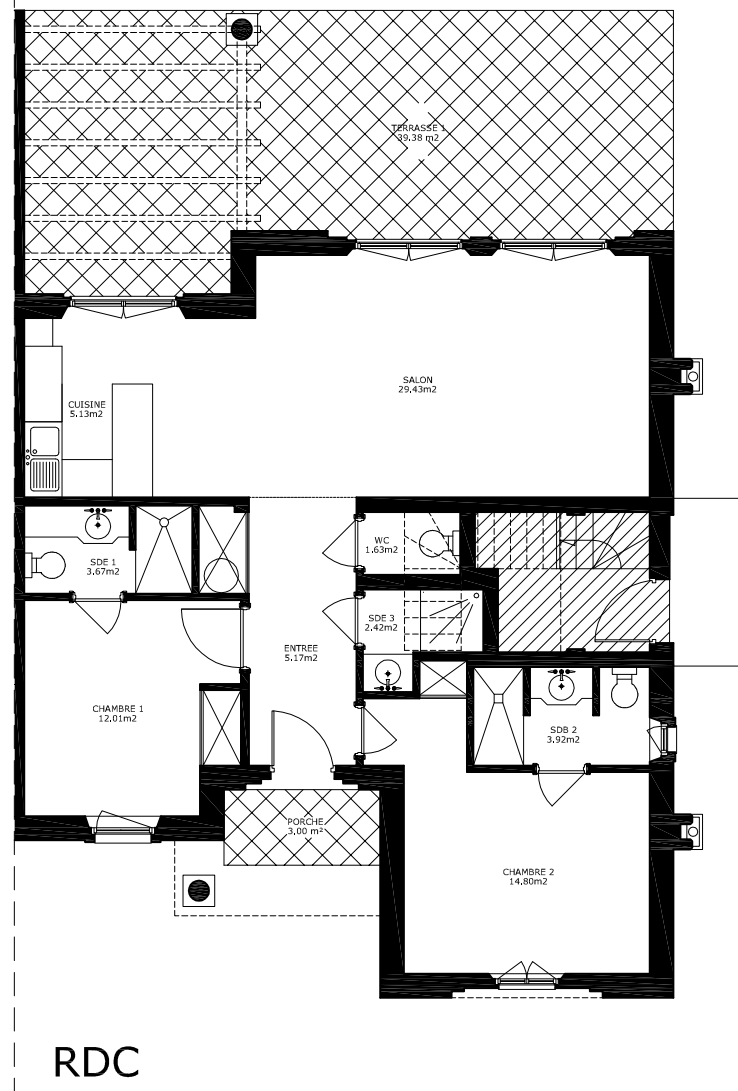 TERRASSE 1
39.38 m2
SALON
29.43m2
CUISINE
5.13m2
WC
1.63m2
SDE 1
3.67m2
SDE 3
2.42m2
ENTREE
5.17m2
CHAMBRE 1
12.01m2
SDB 2
3.92m2
PORCHE
3,00 m²
CHAMBRE 2
14.80m2
RDC